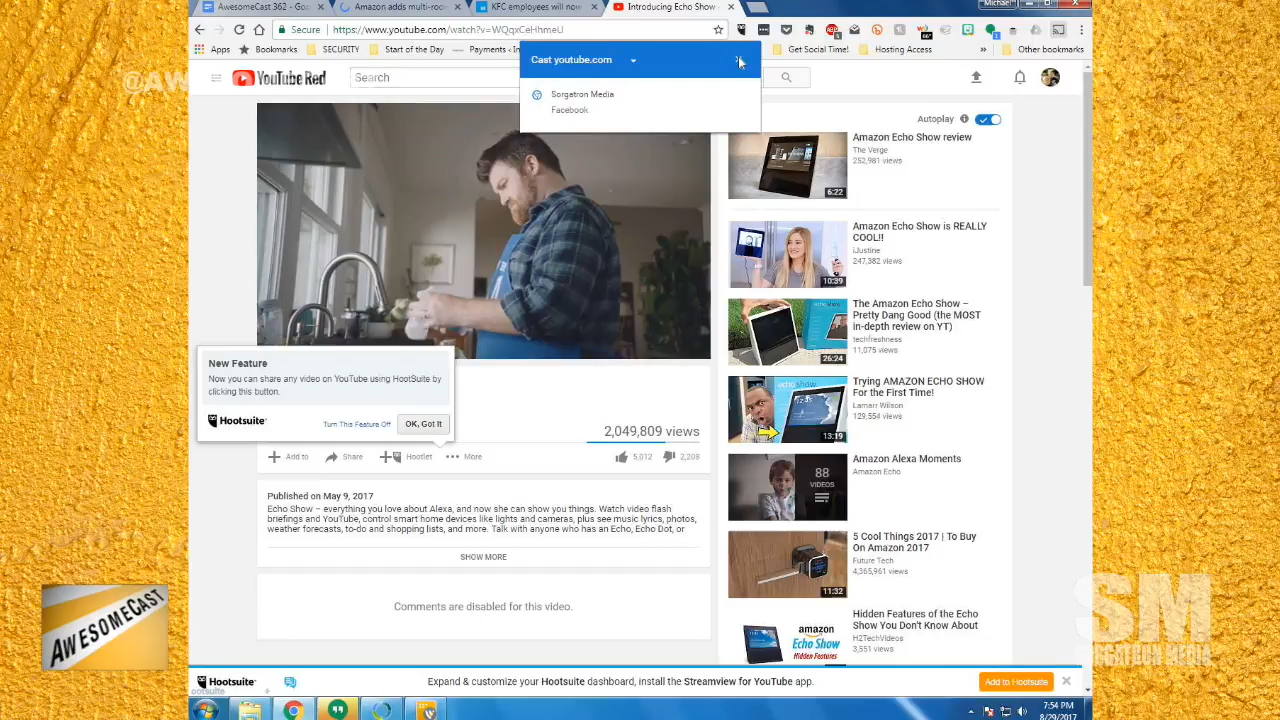 AwesomeCast 362 - Goo
Amazon adds multi-room
KFC employees will now
Introducing Echo Show -
Michael
Secure
https://www.youtube.com/watch?v=WQqxCeHhmeU
Apps
Bookmarks
SECURITY
Start of the Day
Payments - In
Get Social Time!
Hosting Access
Other bookmarks
Cast youtube.com
Sorgatron Media
Facebook
@AW
YouTube Red
Search
Autoplay
Amazon Echo Show review
The Verge
252,981 views
6:22
Amazon Echo Show is REALLY
COOL!!
iJustine
247,382 views
10:39
The Amazon Echo Show –
Pretty Dang Good (the MOST
in-depth review on YT)
techfreshness
11,075 views
26:24
Trying AMAZON ECHO SHOW
For the First Time!
Lamarr Wilson
129,554 views
13:19
Amazon Alexa Moments
Amazon Echo
88
VIDEOS
5 Cool Things 2017 | To Buy
On Amazon 2017
Future Tech
4,365,961 views
11:32
Hidden Features of the Echo
Show You Don't Know About
H2TechVideos
3,551 views
amazon
Echo Show
Hidden Features
New Feature
Now you can share any video on YouTube using HootSuite by
clicking this button.
Hootsuite
Turn This Feature Off
OK, Got It
2,049,809 views
Add to
Share
Hootlet
More
5,012
2,208
Published on May 9, 2017
Echo Show – everything you love about Alexa, and now she can show you things. Watch video flash
briefings and YouTube, control smart home devices like lights and cameras, plus see music lyrics, photos,
weather forecasts, to-do and shopping lists, and more. Talk with anyone who has an Echo, Echo Dot, or
SHOW MORE
Comments are disabled for this video.
AWESOMECAST
SM
SORGATRON MEDIA
Hootsuite
Expand & customize your Hootsuite dashboard, install the Streamview for YouTube app.
Add to Hootsuite
7:54 PM
8/29/2017